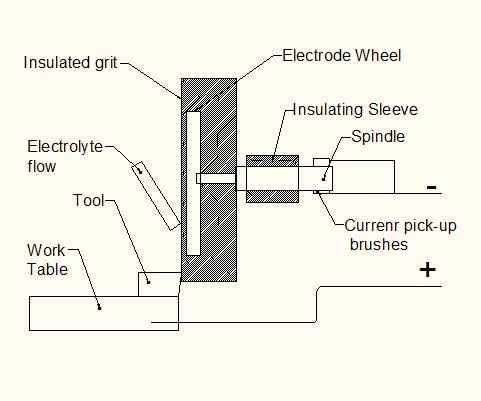 Electrode Wheel
Insulated grit
Insulating Sleeve
Spindle
Electrolyte
flow
-
Tool
Currenr pick-up
brushes
Work
Table
+